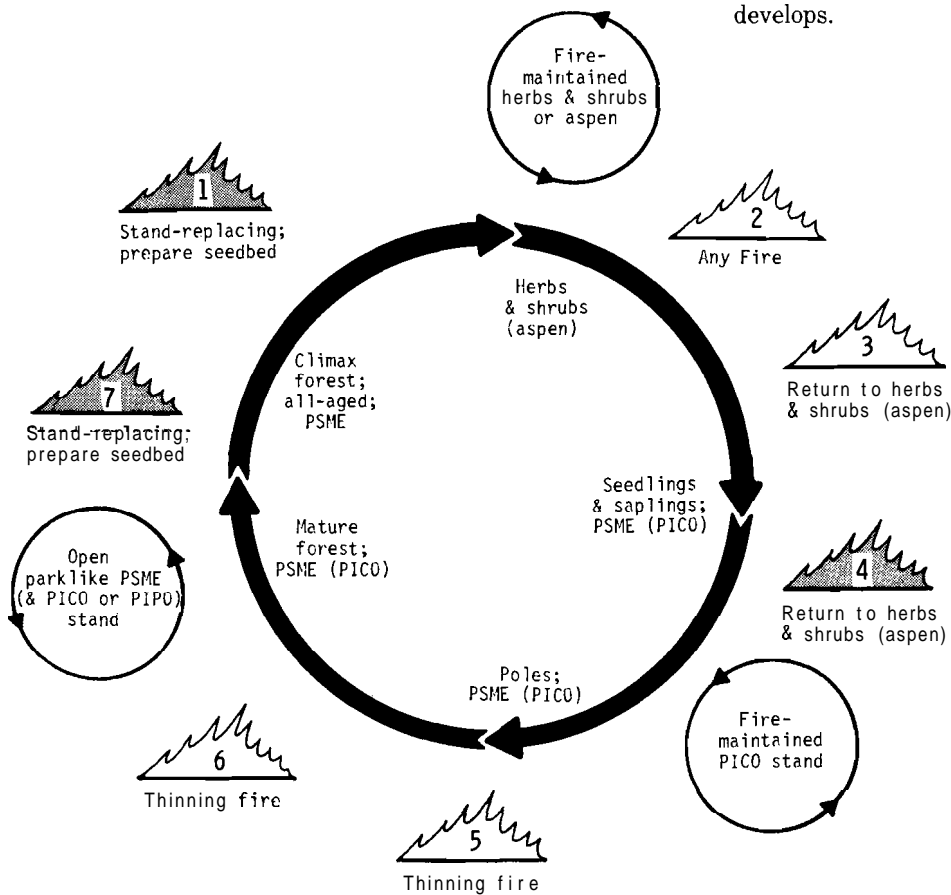 develops.
Fire-
maintained
herbs & shrubs
or aspen
1
Stand-replacing;
prepare seedbed
2
Any Fire
Herbs
& shrubs
(aspen)
3
Return to herbs
& shrubs (aspen)
Climax
forest;
all-aged;
PSME
7
Stand-replacing;
prepare seedbed
Seedlings
& saplings;
PSME (PICO)
Mature
forest;
PSME (PICO)
Open
parklike PSME
(& PICO or PIPO)
stand
4
Return to herbs
& shrubs (aspen)
Poles;
PSME (PICO)
Fire-
maintained
PICO stand
6
Thinning fire
5
Thinning fire